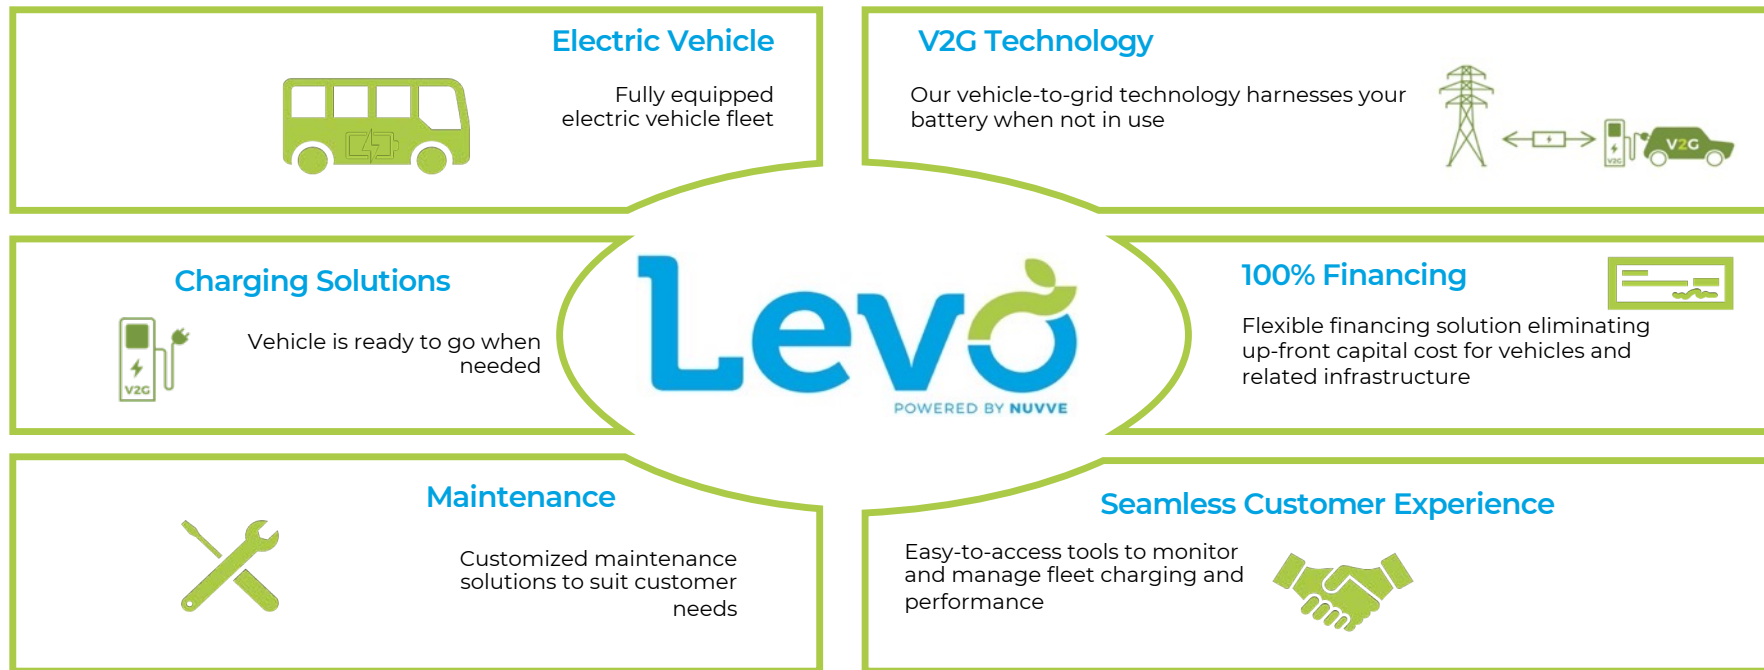 Electric Vehicle
Fully equipped
electric vehicle fleet
V2G Technology
Our vehicle-to-grid technology harnesses your
battery when not in use
V2G
V2G
Charging Solutions
Vehicle is ready to go when
needed
V2G
Levo
POWERED BY NUVVE
100% Financing
Flexible financing solution eliminating
up-front capital cost for vehicles and
related infrastructure
Maintenance
Customized maintenance
solutions to suit customer
needs
Seamless Customer Experience
Easy-to-access tools to monitor
and manage fleet charging and
performance